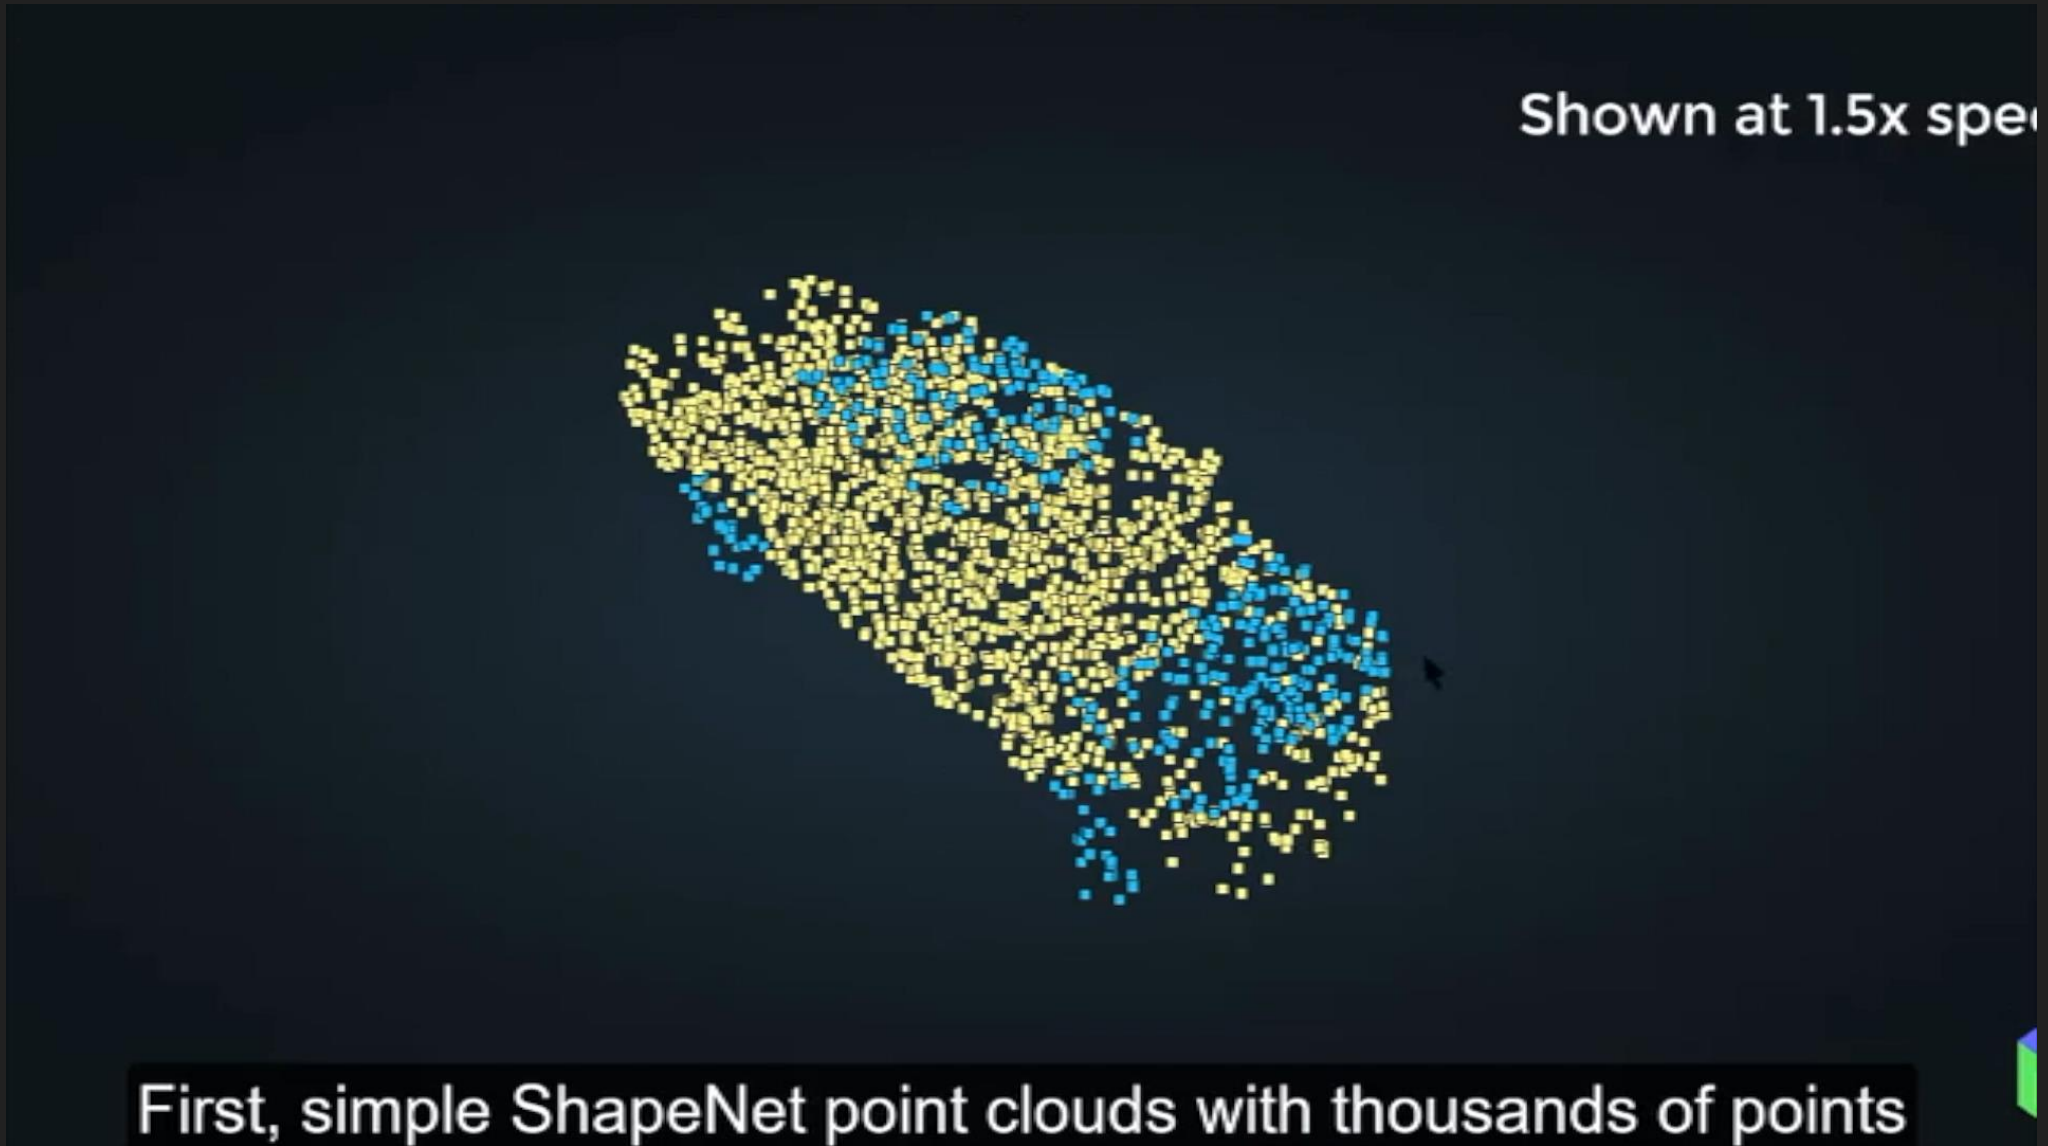 Shown at 1.5x spe
First, simple ShapeNet point clouds with thousands of points